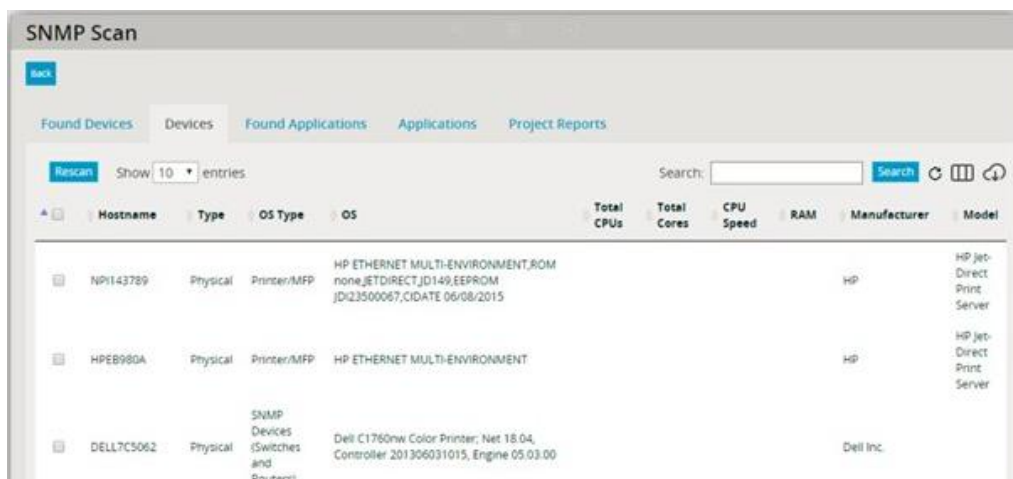 SNMP Scan
Back
Found Devices Devices Found Applications Applications Project Reports
Rescan Show 10 entries Search: Search
Hostname Type OS Type OS Total CPUs Total Cores CPU Speed RAM Manufacturer Model
NPI143789 Physical Printer/MFP HP ETHERNET MULTI-ENVIRONMENT,ROM
none,JETDIRECT,JD149,EEPROM
JDI23500067,CIDATE 06/08/2015
HP
HP Jet-
Direct
Print
Server
HPEB980A Physical Printer/MFP HP ETHERNET MULTI-ENVIRONMENT HP
HP Jet-
Direct
Print
Server
DELL7C5062 Physical
SNMP
Devices
(Switches
and
Routers)
Dell C1760nw Color Printer; Net 18.04,
Controller 201306031015, Engine 05.03.00
Dell Inc.